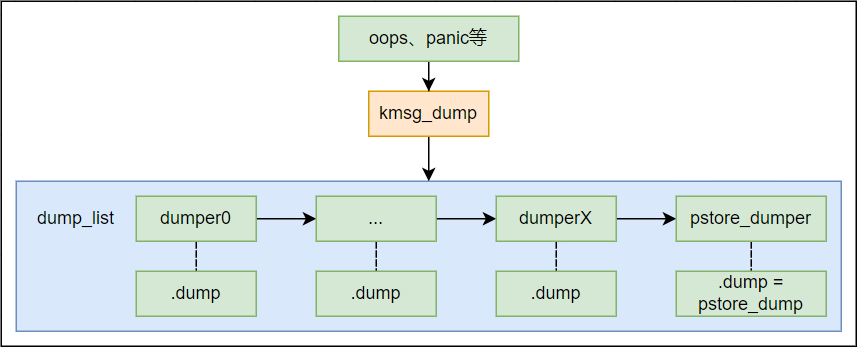 oops、panic等
kmsg_dump
dump_list
dumper0
...
dumperX
pstore_dumper
.dump
.dump
.dump
.dump =
pstore_dump